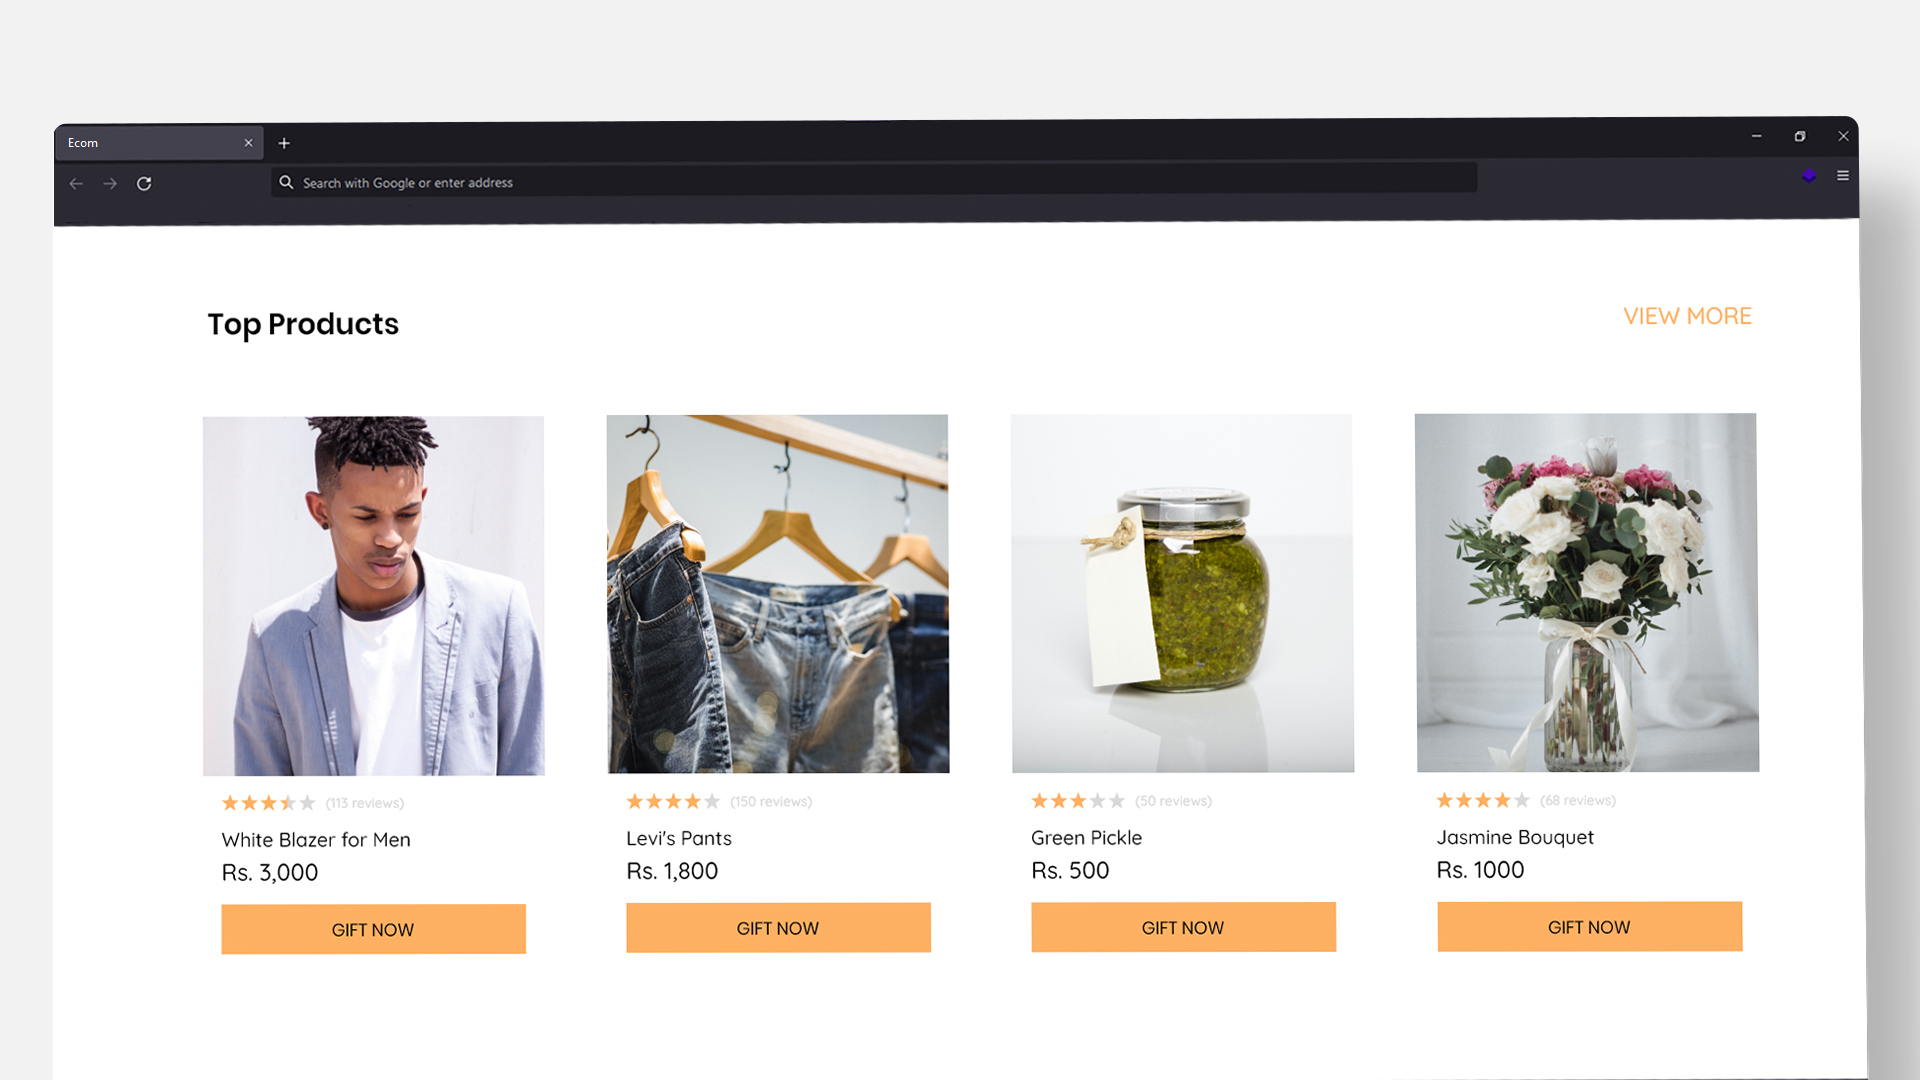 Ecom
Search with Google or enter address
Top Products
VIEW MORE
(113 reviews)
White Blazer for Men
Rs. 3,000
GIFT NOW
(150 reviews)
Levi's Pants
Rs. 1,800
GIFT NOW
(50 reviews)
Green Pickle
Rs. 500
GIFT NOW
(68 reviews)
Jasmine Bouquet
Rs. 1000
GIFT NOW